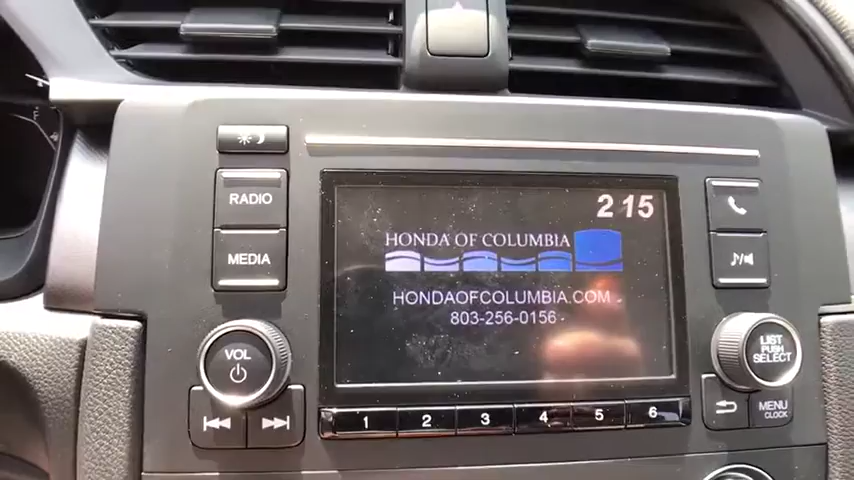 RADIO
MEDIA
VOL
2 15
HONDA OF COLUMBIA
HONDAOFCOLUMBIA.COM
803-256-0156
1 2 3 4 5 6
LIST
PUSH
SELECT
MENU
CLOCK